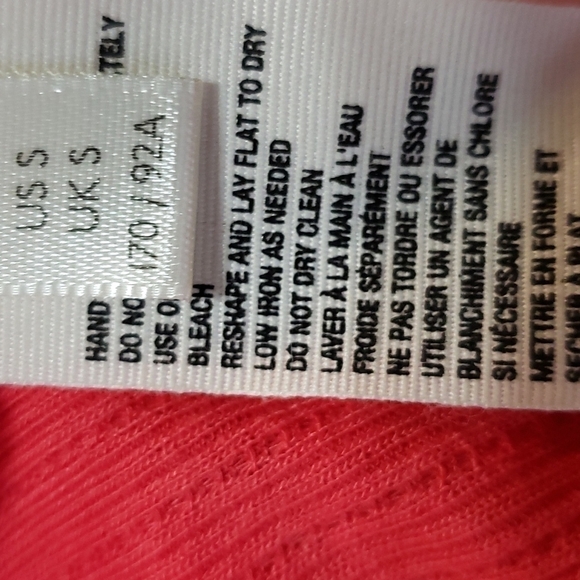 US S
UK S
170 / 92A
HAND
TELY
DO NO
USE O
BLEACH
RESHAPE AND LAY FLAT TO DRY
LOW IRON AS NEEDED
DO NOT DRY CLEAN
LAVER À LA MAIN À L'EAU
FROIDE SÉPARÉMENT
NE PAS TORDRE OU ESSORER
UTILISER UN AGENT DE
BLANCHIMENT SANS CHLORE
SI NÉCESSAIRE
METTRE EN FORME ET
SÉCHER À PLAT